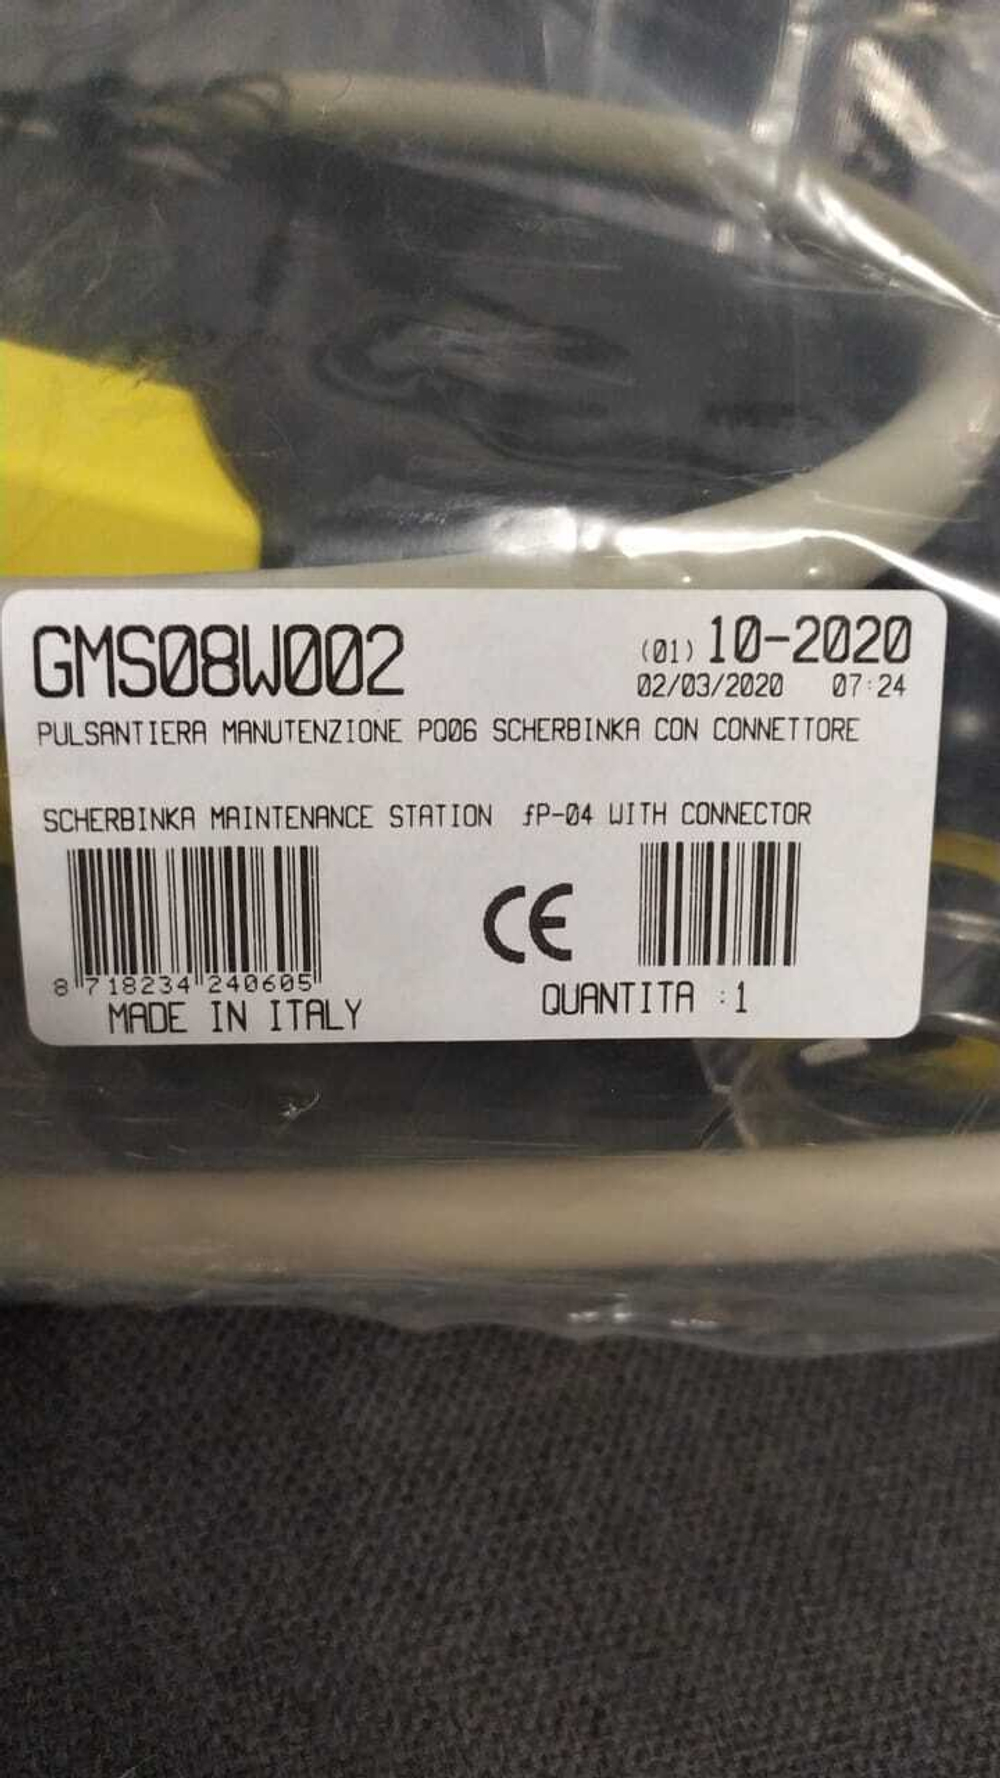 GMS08W002
(01) 10-2020
02/03/2020 07:24
PULSANTIERA MANUTENZIONE PQ06 SCHERBINKA CON CONNETTORE
SCHERBINKA MAINTENANCE STATION fP-04 WITH CONNECTOR
CE
8 718234 240605
MADE IN ITALY
QUANTITA :1